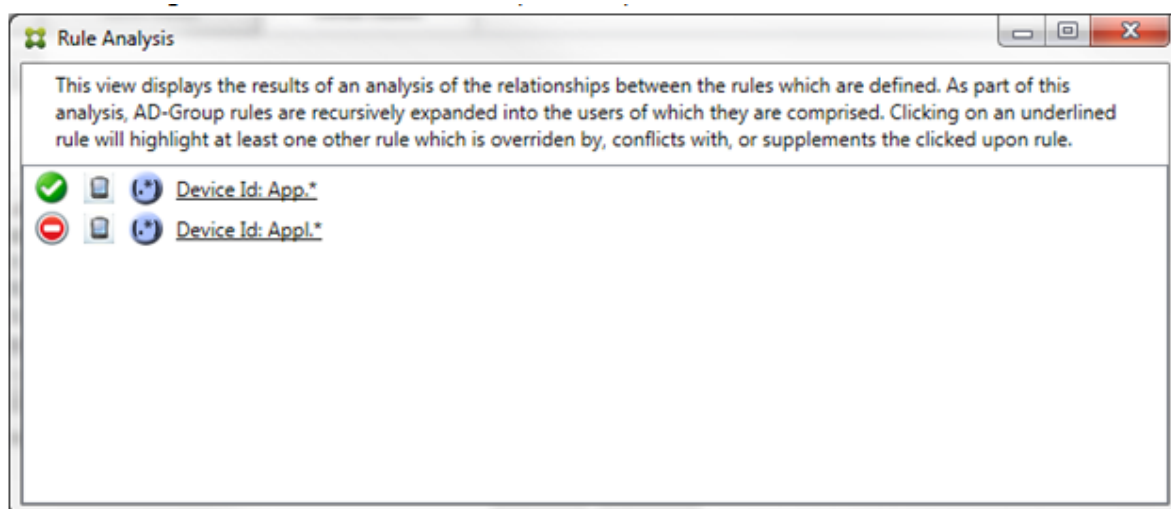 Rule Analysis
This view displays the results of an analysis of the relationships between the rules which are defined. As part of this
analysis, AD-Group rules are recursively expanded into the users of which they are comprised. Clicking on an underlined
rule will highlight at least one other rule which is overriden by, conflicts with, or supplements the clicked upon rule.
(.*) Device Id: App.*
(.*) Device Id: Appl.*